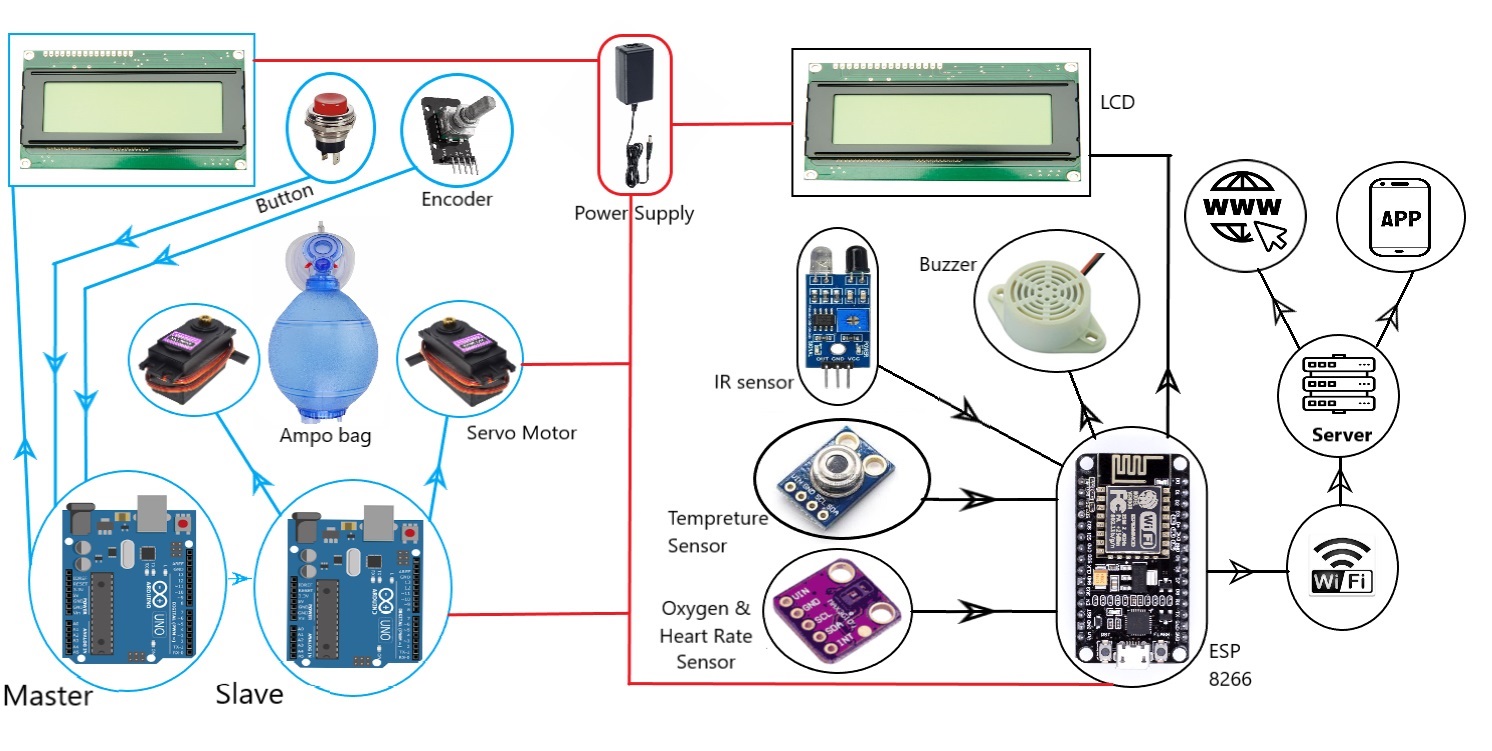 LCD
Button
Encoder
Power Supply
WWW
APP
Buzzer
IR sensor
OUT GND VCC
Ampo bag
Servo Motor
Server
Tempreture
Sensor
Oxygen &
Heart Rate
Sensor
VIN
GND
SCL
SDA
INT
WiFi
Wi Fi
UNO
ARDUINO
UNO
ARDUINO
ESP
8266
Master
Slave